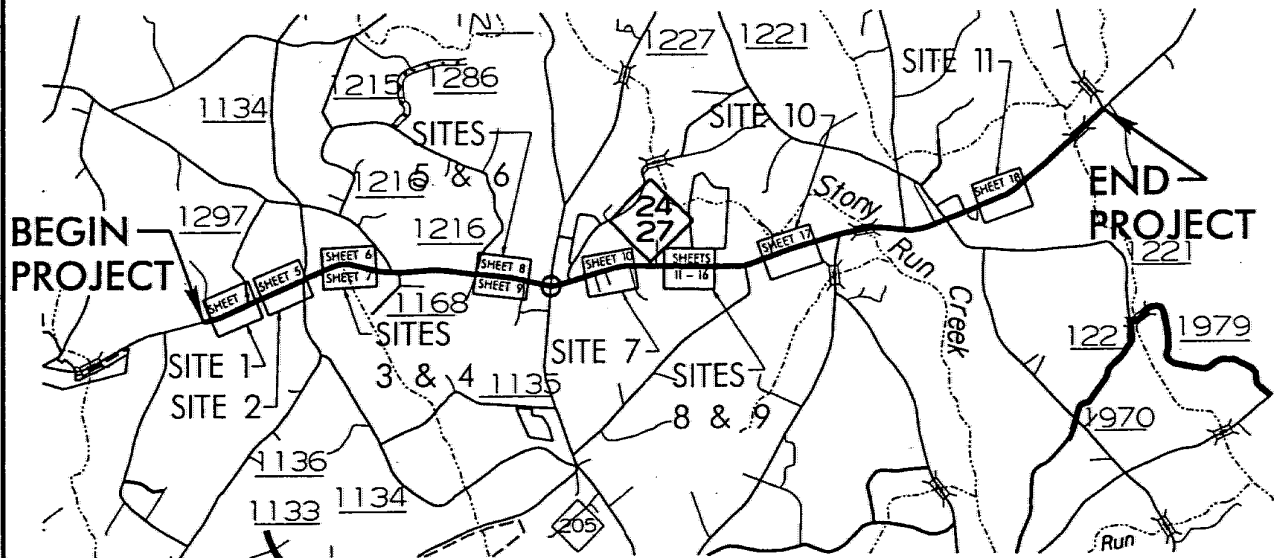 N
1227
1221
SITE 11
1215
1286
1134
SITES
5 & 6
SITE 10
1216
Stony
Run
SHEET 18
END
PROJECT
1297
1216
24
27
BEGIN
PROJECT
SHEET 6
SHEET 7
SHEET 8
SHEET 9
SHEET 10
SHEETS
11 - 16
SHEET 17
1221
SHEET 4
SHEET 5
1168
Creek
SITES
3 & 4
SITE 1
SITE 2
SITE 7
SITES
8 & 9
122
1979
1135
1970
1136
1134
1133
205
Run